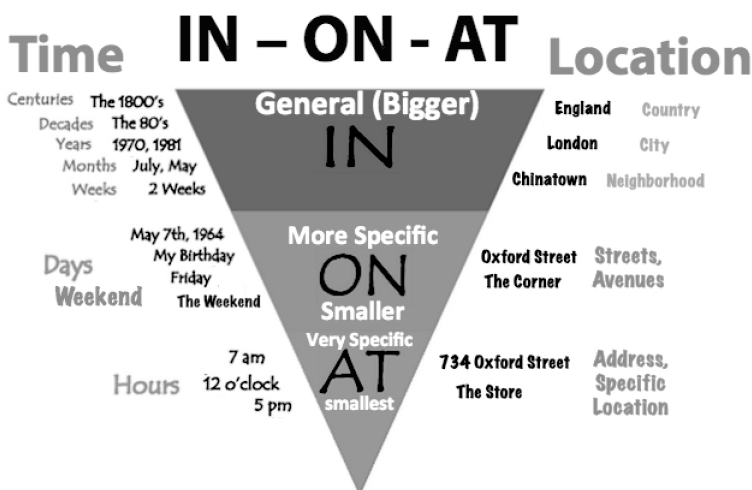 IN – ON - AT
Time
Location
General (Bigger)
IN
Centuries The 1800's
Decades The 80's
Years 1970, 1981
Months July, May
Weeks 2 Weeks
England Country
London City
Chinatown Neighborhood
More Specific
ON
Smaller
May 7th, 1964
My Birthday
Days
Friday
Weekend The Weekend
Oxford Street Streets,
The Corner Avenues
Very Specific
AT
smallest
7 am
Hours 12 o'clock
5 pm
734 Oxford Street Address,
The Store Specific
Location